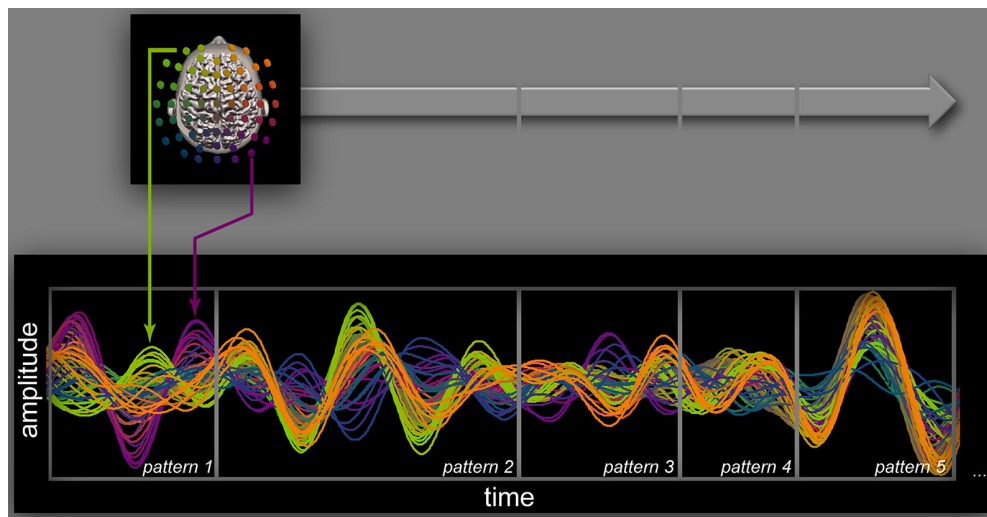 amplitude
pattern 1
pattern 2
pattern 3
pattern 4
pattern 5
...
time